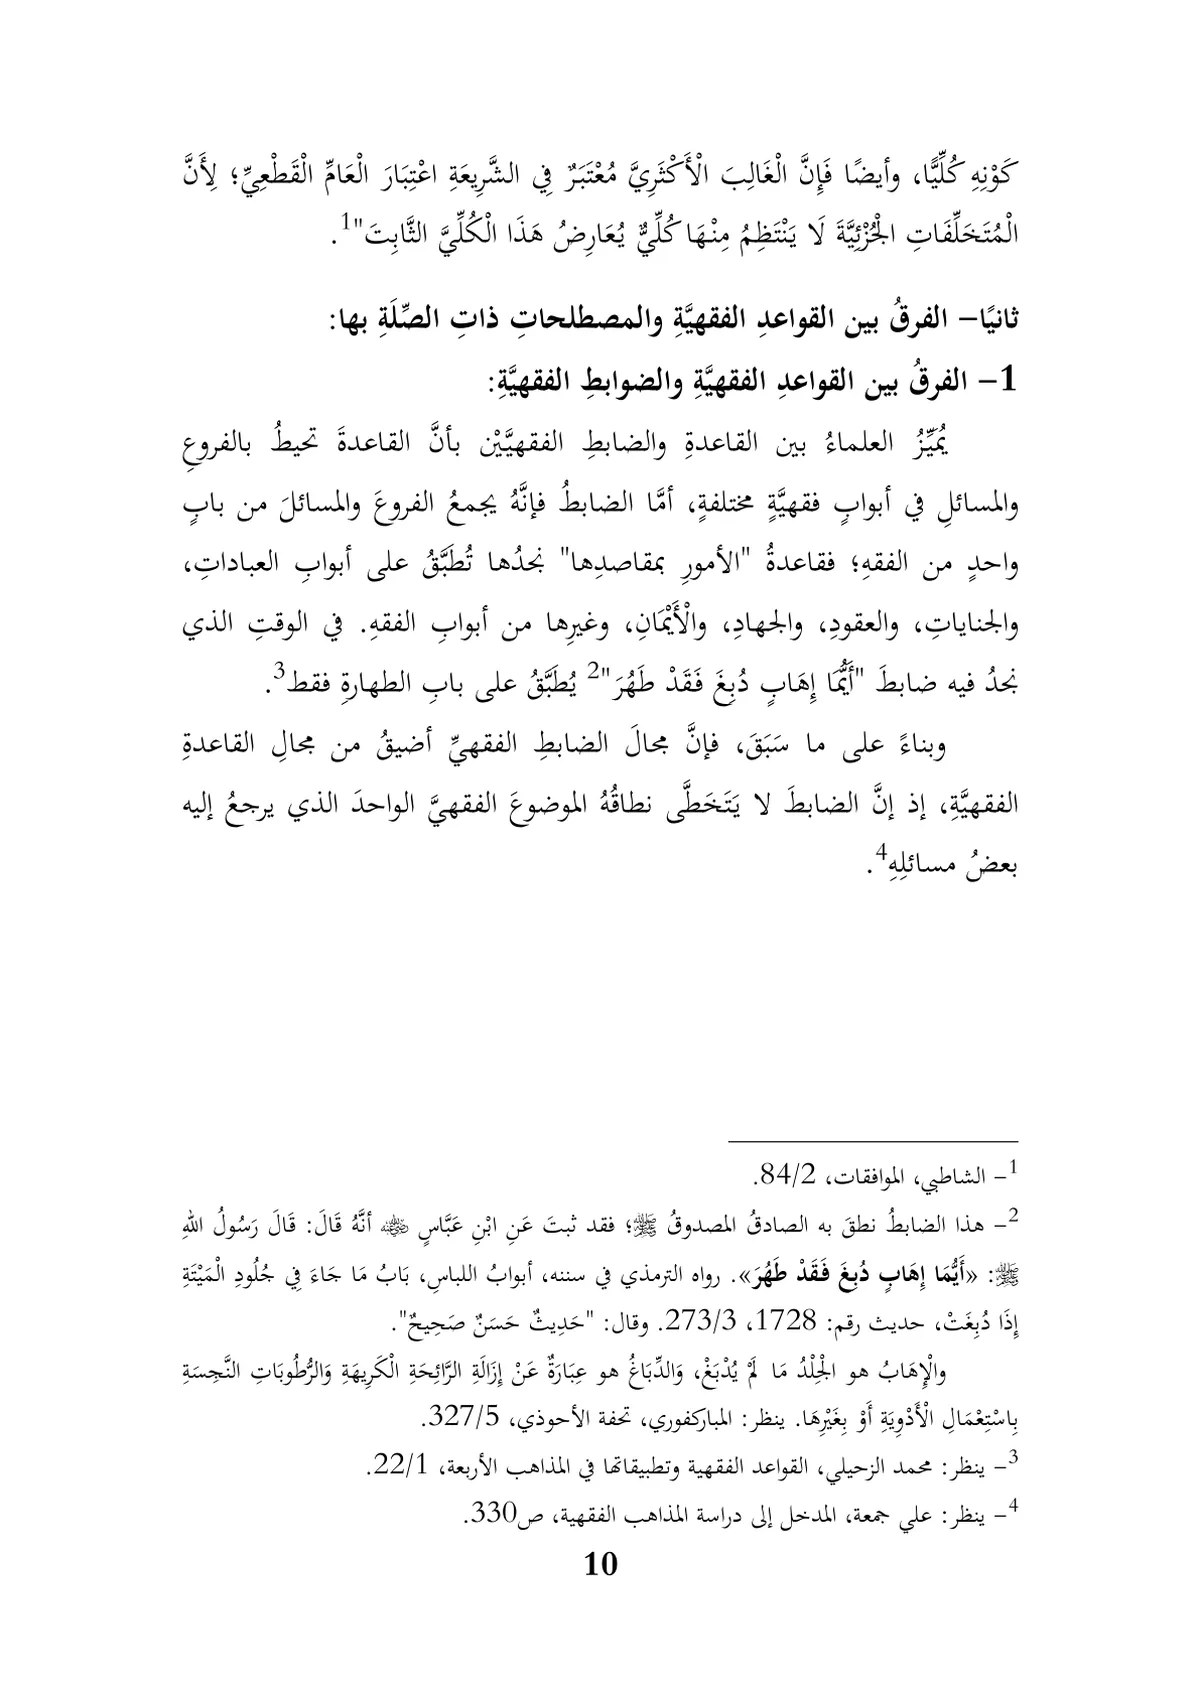 كَوْنِهِ كُلِّيًّا، وأيضًا فَإِنَّ الْغَالِبَ الْأَكْثَرِيَّ مُعْتَبَرٌ فِي الشَّرِيعَةِ اعْتِبَارَ الْعَامِّ الْقَطْعِيِّ؛ لِأَنَّ
الْمُتَخَلِّفَاتِ الْجُزْئِيَّةَ لَا يَنْتَظِمُ مِنْهَا كُلِّيٌّ يُعَارِضُ هَذَا الْكُلِّيَّ الثَّابِتَ"1.
ثانيًا– الفرقُ بين القواعدِ الفقهيَّةِ والمصطلحاتِ ذاتِ الصِّلَةِ بها:
1– الفرقُ بين القواعدِ الفقهيَّةِ والضوابطِ الفقهيَّةِ:
يُمَيِّزُ العلماءُ بين القاعدةِ والضابطِ الفقهيَّيْن بأنَّ القاعدةَ تحيطُ بالفروعِ
والمسائلِ في أبوابٍ فقهيَّةٍ مختلفةٍ، أمَّا الضابطُ فإنَّهُ يجمعُ الفروعَ والمسائلَ من بابٍ
واحدٍ من الفقهِ؛ فقاعدةُ "الأمورِ بمقاصدِها" نجدُها تُطَبَّقُ على أبوابِ العباداتِ،
والجناياتِ، والعقودِ، والجهادِ، والْأَيْمَانِ، وغيرِها من أبوابِ الفقهِ. في الوقتِ الذي
نجدُ فيه ضابطَ "أَيُّمَا إِهَابٍ دُبِغَ فَقَدْ طَهُرَ"2 يُطَبَّقُ على بابِ الطهارةِ فقط3.
وبناءً على ما سَبَقَ، فإنَّ مجالَ الضابطِ الفقهيِّ أضيقُ من مجالِ القاعدةِ
الفقهيَّةِ، إذ إنَّ الضابطَ لا يَتَخَطَّى نطاقُهُ الموضوعَ الفقهيَّ الواحدَ الذي يرجعُ إليه
بعضُ مسائلِهِ4.
1– الشاطبي، الموافقات، 84/2.
2– هذا الضابطُ نطقَ به الصادقُ المصدوقُ ﷺ؛ فقد ثبتَ عَنِ ابْنِ عَبَّاسٍ ﵁ أنَّهُ قَالَ: قَالَ رَسُولُ اللهِ
ﷺ: «أَيُّمَا إِهَابٍ دُبِغَ فَقَدْ طَهُرَ». رواه الترمذي في سننه، أبوابُ اللباسِ، بَابُ مَا جَاءَ فِي جُلُودِ الْمَيْتَةِ
إِذَا دُبِغَتْ، حديث رقم: 1728، 273/3. وقال: "حَدِيثٌ حَسَنٌ صَحِيحٌ".
والْإِهَابُ هو الْجِلْدُ مَا لَمْ يُدْبَغْ، وَالدِّبَاغُ هو عِبَارَةٌ عَنْ إِزَالَةِ الرَّائِحَةِ الْكَرِيهَةِ وَالرُّطُوبَاتِ النَّجِسَةِ
بِاسْتِعْمَالِ الْأَدْوِيَةِ أَوْ بِغَيْرِهَا. ينظر: المباركفوري، تحفة الأحوذي، 327/5.
3– ينظر: محمد الزحيلي، القواعد الفقهية وتطبيقاتها في المذاهب الأربعة، 22/1.
4– ينظر: علي جمعة، المدخل إلى دراسة المذاهب الفقهية، ص330.
10